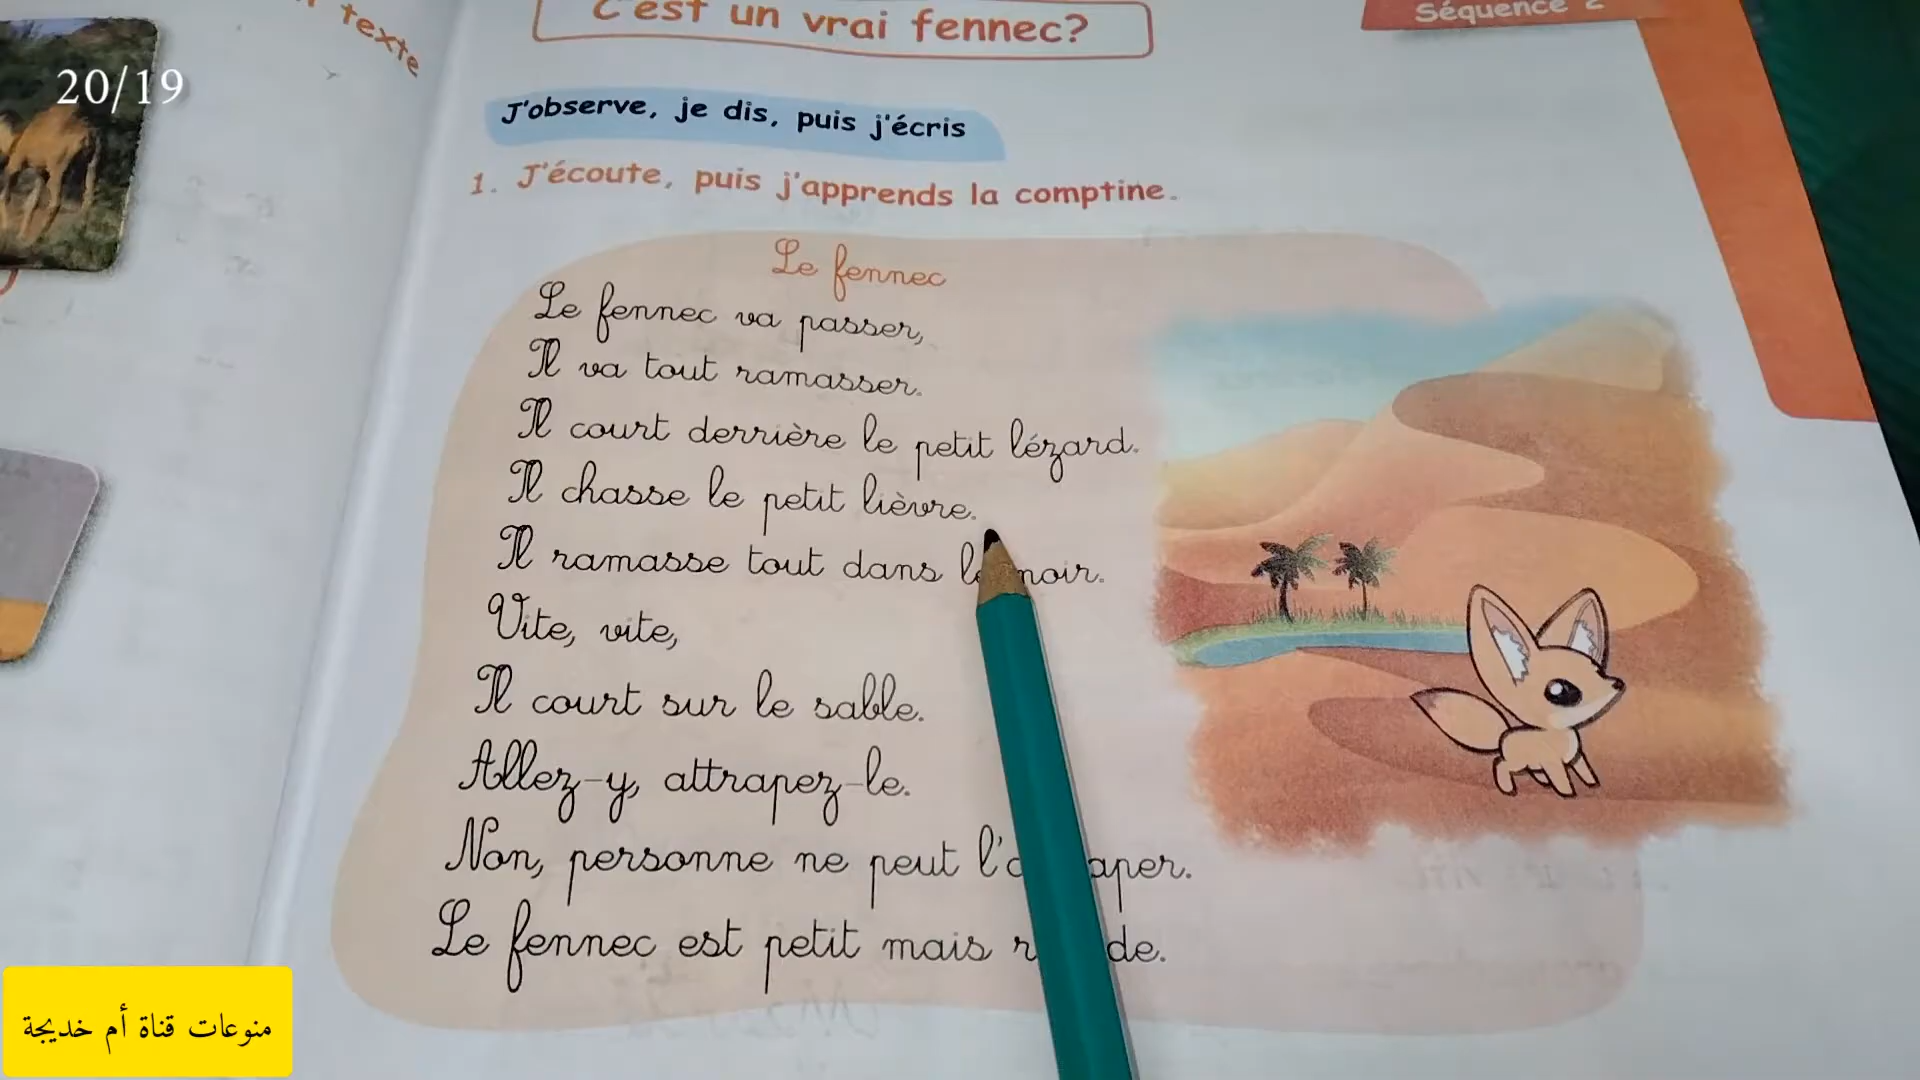 texte
C'est un vrai fennec?
Séquence 2
20/19
J'observe, je dis, puis j'écris
1. J'écoute, puis j'apprends la comptine.
Le fennec
Le fennec va passer,
Il va tout ramasser.
Il court derrière le petit lézard.
Il chasse le petit lièvre.
Il ramasse tout dans le noir.
Vite, vite,
Il court sur le sable.
Allez-y, attrapez-le.
Non, personne ne peut
Le fennec est petit mais
منوعات قناة أم خديجة